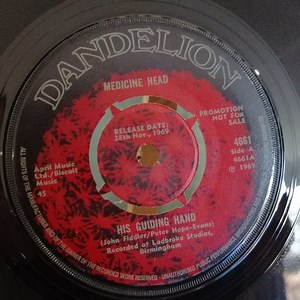 DANDELION
MEDICINE HEAD
RELEASE DATE:
28th Nov., 1969
PROMOTION
NOT FOR
SALE
April Music
Ltd./Biscuit
Music
45
4661
Side A
4661A
℗ 1969
HIS GUIDING HAND
(John Fiddler/Peter Hope-Evans)
Recorded at Ladbroke Studios,
Birmingham